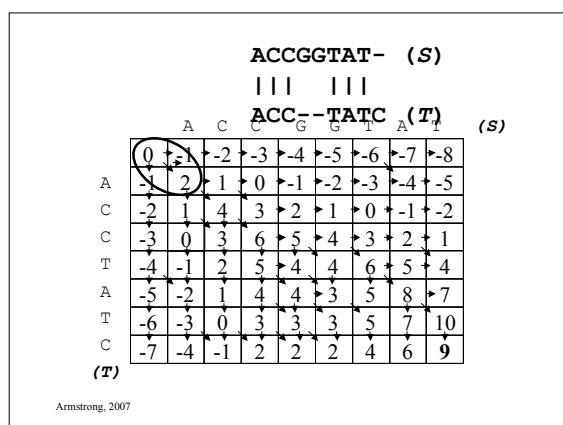 ACCGGTAT- (S)
||| |||
ACC--TATC (T)
A C C G G T A T (S)
0 -1 -2 -3 -4 -5 -6 -7 -8
A -1 2 1 0 -1 -2 -3 -4 -5
C -2 1 4 3 2 1 0 -1 -2
C -3 0 3 6 5 4 3 2 1
T -4 -1 2 5 4 4 6 5 4
A -5 -2 1 4 4 3 5 8 7
T -6 -3 0 3 3 3 5 7 10
C -7 -4 -1 2 2 2 4 6 9
(T)
Armstrong, 2007